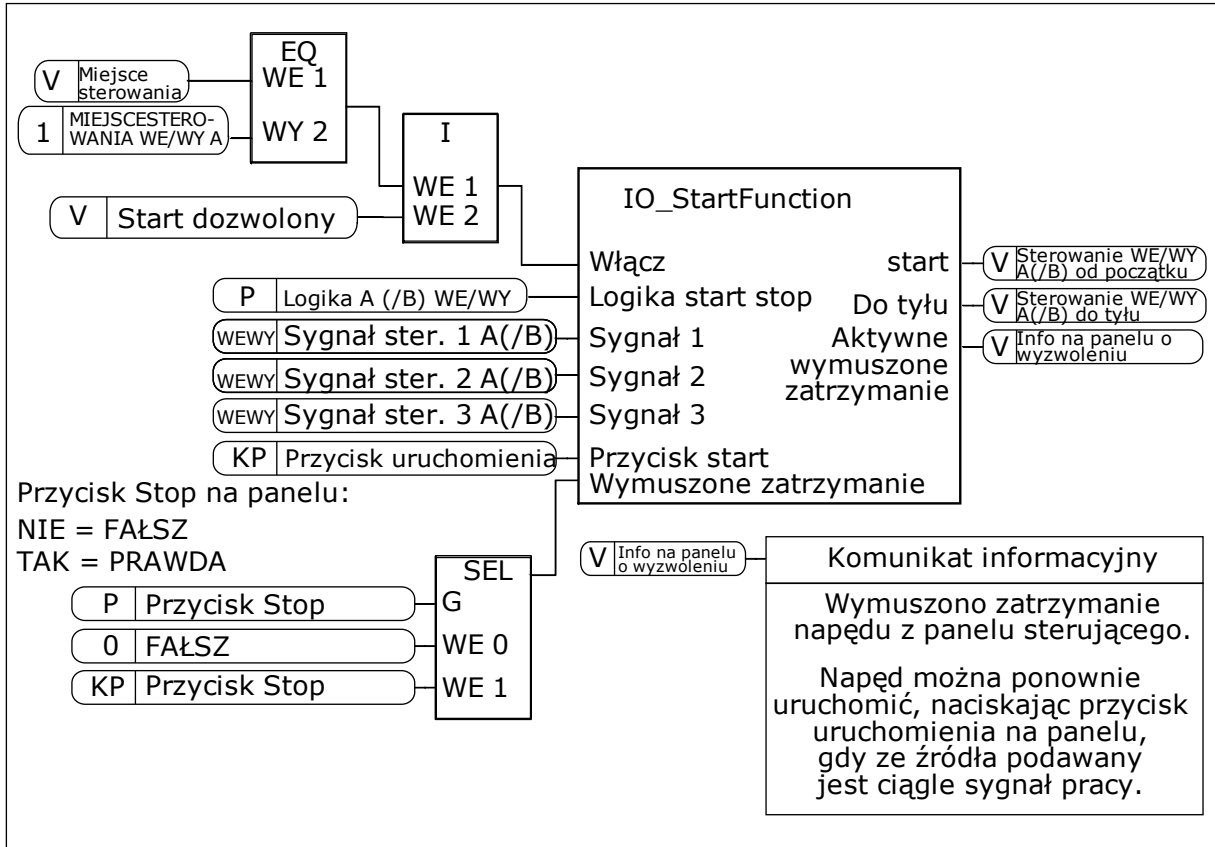 EQ
V Miejsce
sterowania
WE 1
1 MIEJSCESTERO-
WANIA WE/WY A
WY 2
I
WE 1
V Start dozwolony
WE 2
IO_StartFunction
Włącz
start
V Sterowanie WE/WY
A(/B) od początku
P Logika A (/B) WE/WY
Logika start stop
Do tyłu
V Sterowanie WE/WY
A(/B) do tyłu
WEWY Sygnał ster. 1 A(/B)
Sygnał 1
Aktywne
wymuszone
zatrzymanie
V Info na panelu o
wyzwoleniu
WEWY Sygnał ster. 2 A(/B)
Sygnał 2
WEWY Sygnał ster. 3 A(/B)
Sygnał 3
KP Przycisk uruchomienia
Przycisk start
Wymuszone zatrzymanie
Przycisk Stop na panelu:
NIE = FAŁSZ
TAK = PRAWDA
SEL
P Przycisk Stop
G
0 FAŁSZ
WE 0
KP Przycisk Stop
WE 1
V Info na panelu
o wyzwoleniu
Komunikat informacyjny
Wymuszono zatrzymanie
napędu z panelu sterującego.
Napęd można ponownie
uruchomić, naciskając przycisk
uruchomienia na panelu,
gdy ze źródła podawany
jest ciągle sygnał pracy.